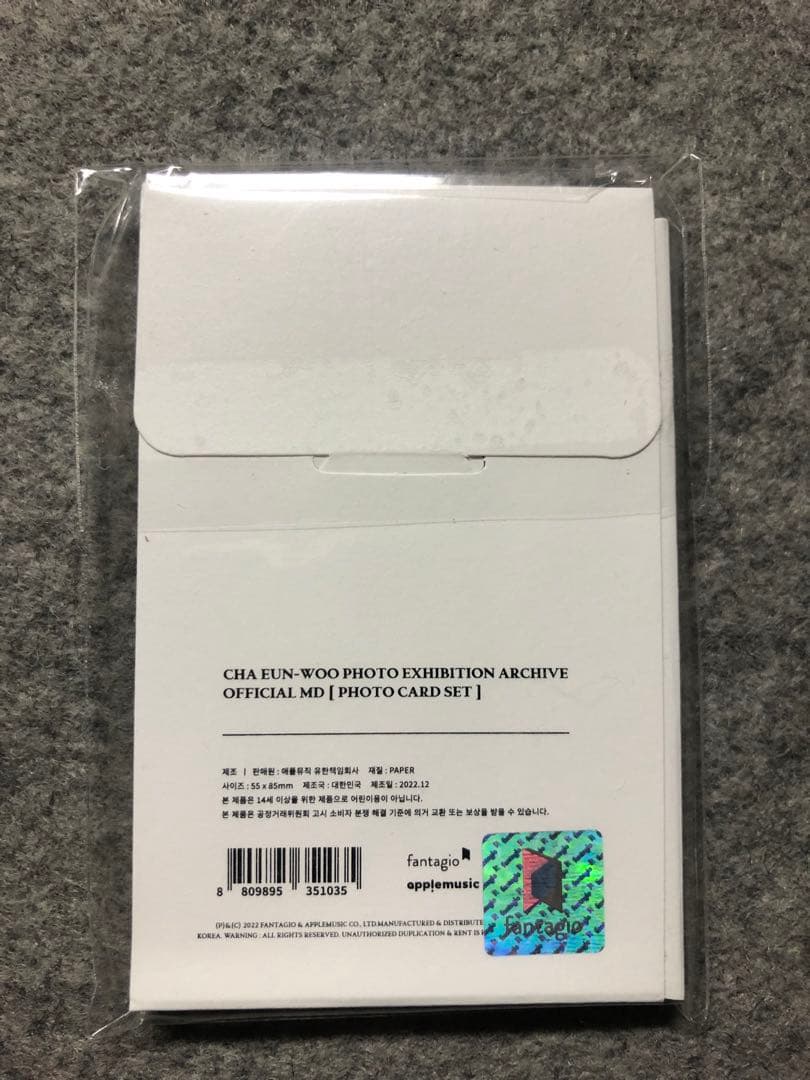 CHA EUN-WOO PHOTO EXHIBITION ARCHIVE
OFFICIAL MD [ PHOTO CARD SET ]
제조 | 판매원 : 애플뮤직 유한책임회사 재질 : PAPER
사이즈 : 55 x 85mm 제조국 : 대한민국 제조일 : 2022.12
본 제품은 14세 이상을 위한 제품으로 어린이용이 아닙니다.
본 제품은 공정거래위원회 고시 소비자 분쟁 해결 기준에 의거 교환 또는 보상을 받을 수 있습니다.
8 809895 351035
fantagio
applemusic
fantagio
(P)&(C) 2022 FANTAGIO & APPLEMUSIC CO., LTD.MANUFACTURED & DISTRIBUTE
KOREA. WARNING : ALL RIGHTS RESERVED. UNAUTHORIZED DUPLICATION & RENT IS